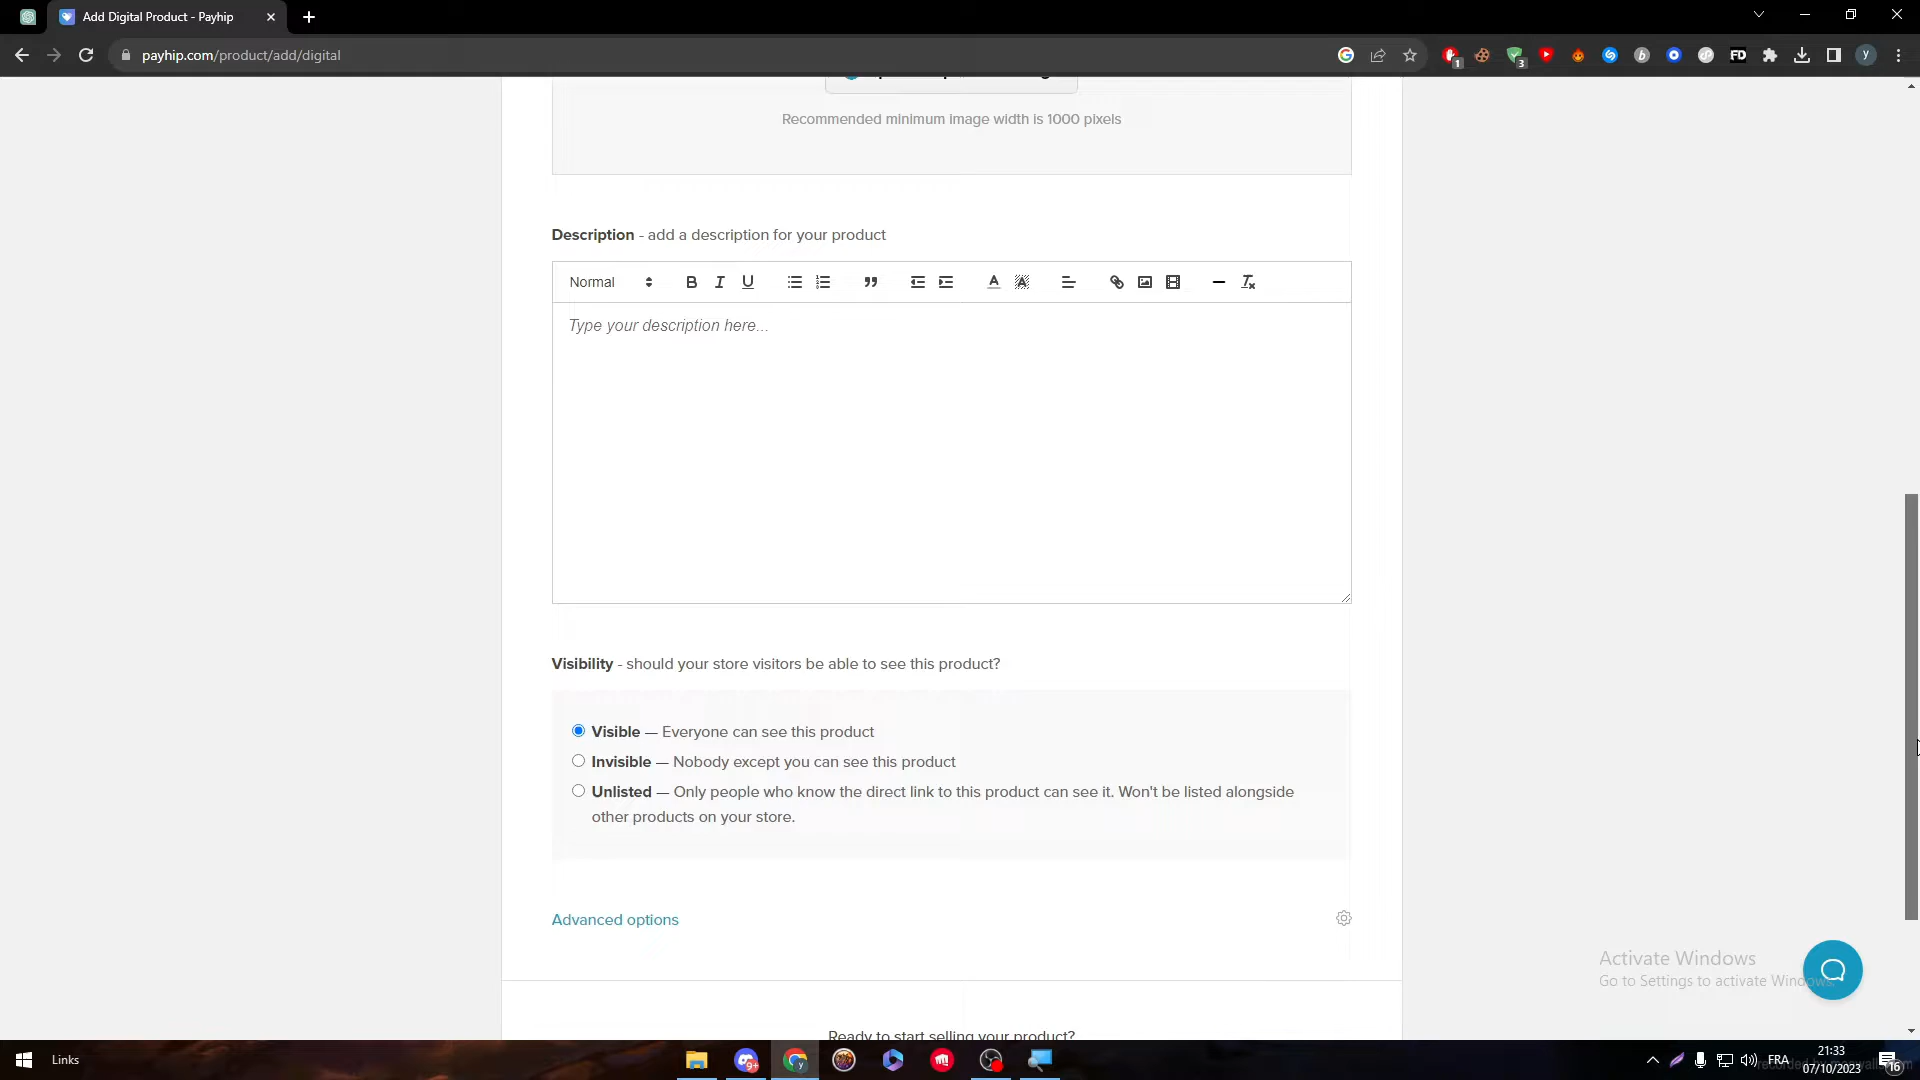 Add Digital Product - Payhip
payhip.com/product/add/digital
1
3
FD
y
Recommended minimum image width is 1000 pixels
Description - add a description for your product
Normal
B I U
Type your description here...
Visibility - should your store visitors be able to see this product?
Visible — Everyone can see this product
Invisible — Nobody except you can see this product
Unlisted — Only people who know the direct link to this product can see it. Won't be listed alongside
other products on your store.
Advanced options
Activate Windows
Go to Settings to activate Windows.
Ready to start selling your product?
Links
9+
FRA
21:33
07/10/2023
16